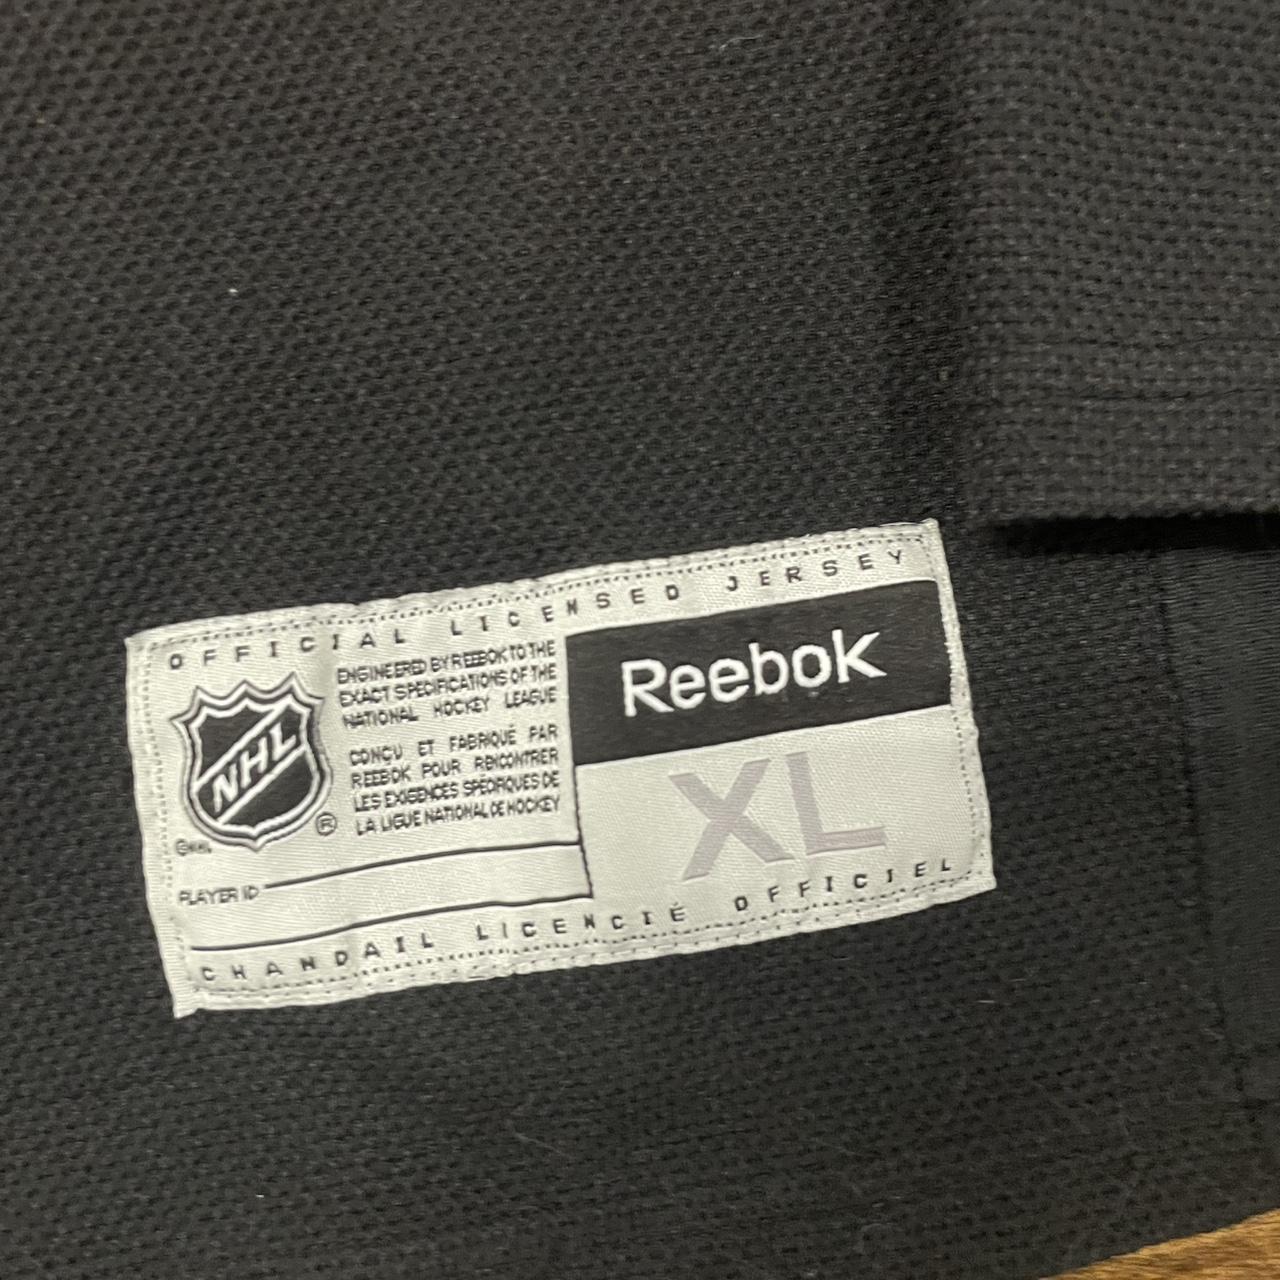 OFFICIAL LICENSED JERSEY
NHL
®
©NHL
ENGINEERED BY REEBOK TO THE
EXACT SPECIFICATIONS OF THE
NATIONAL HOCKEY LEAGUE
CONÇU ET FABRIQUÉ PAR
REEBOK POUR RENCONTRER
LES EXIGENCES SPÉCIFIQUES DE
LA LIGUE NATIONAL DE HOCKEY
PLAYER ID
Reebok
XL
CHANDAIL LICENCIÉ OFFICIEL